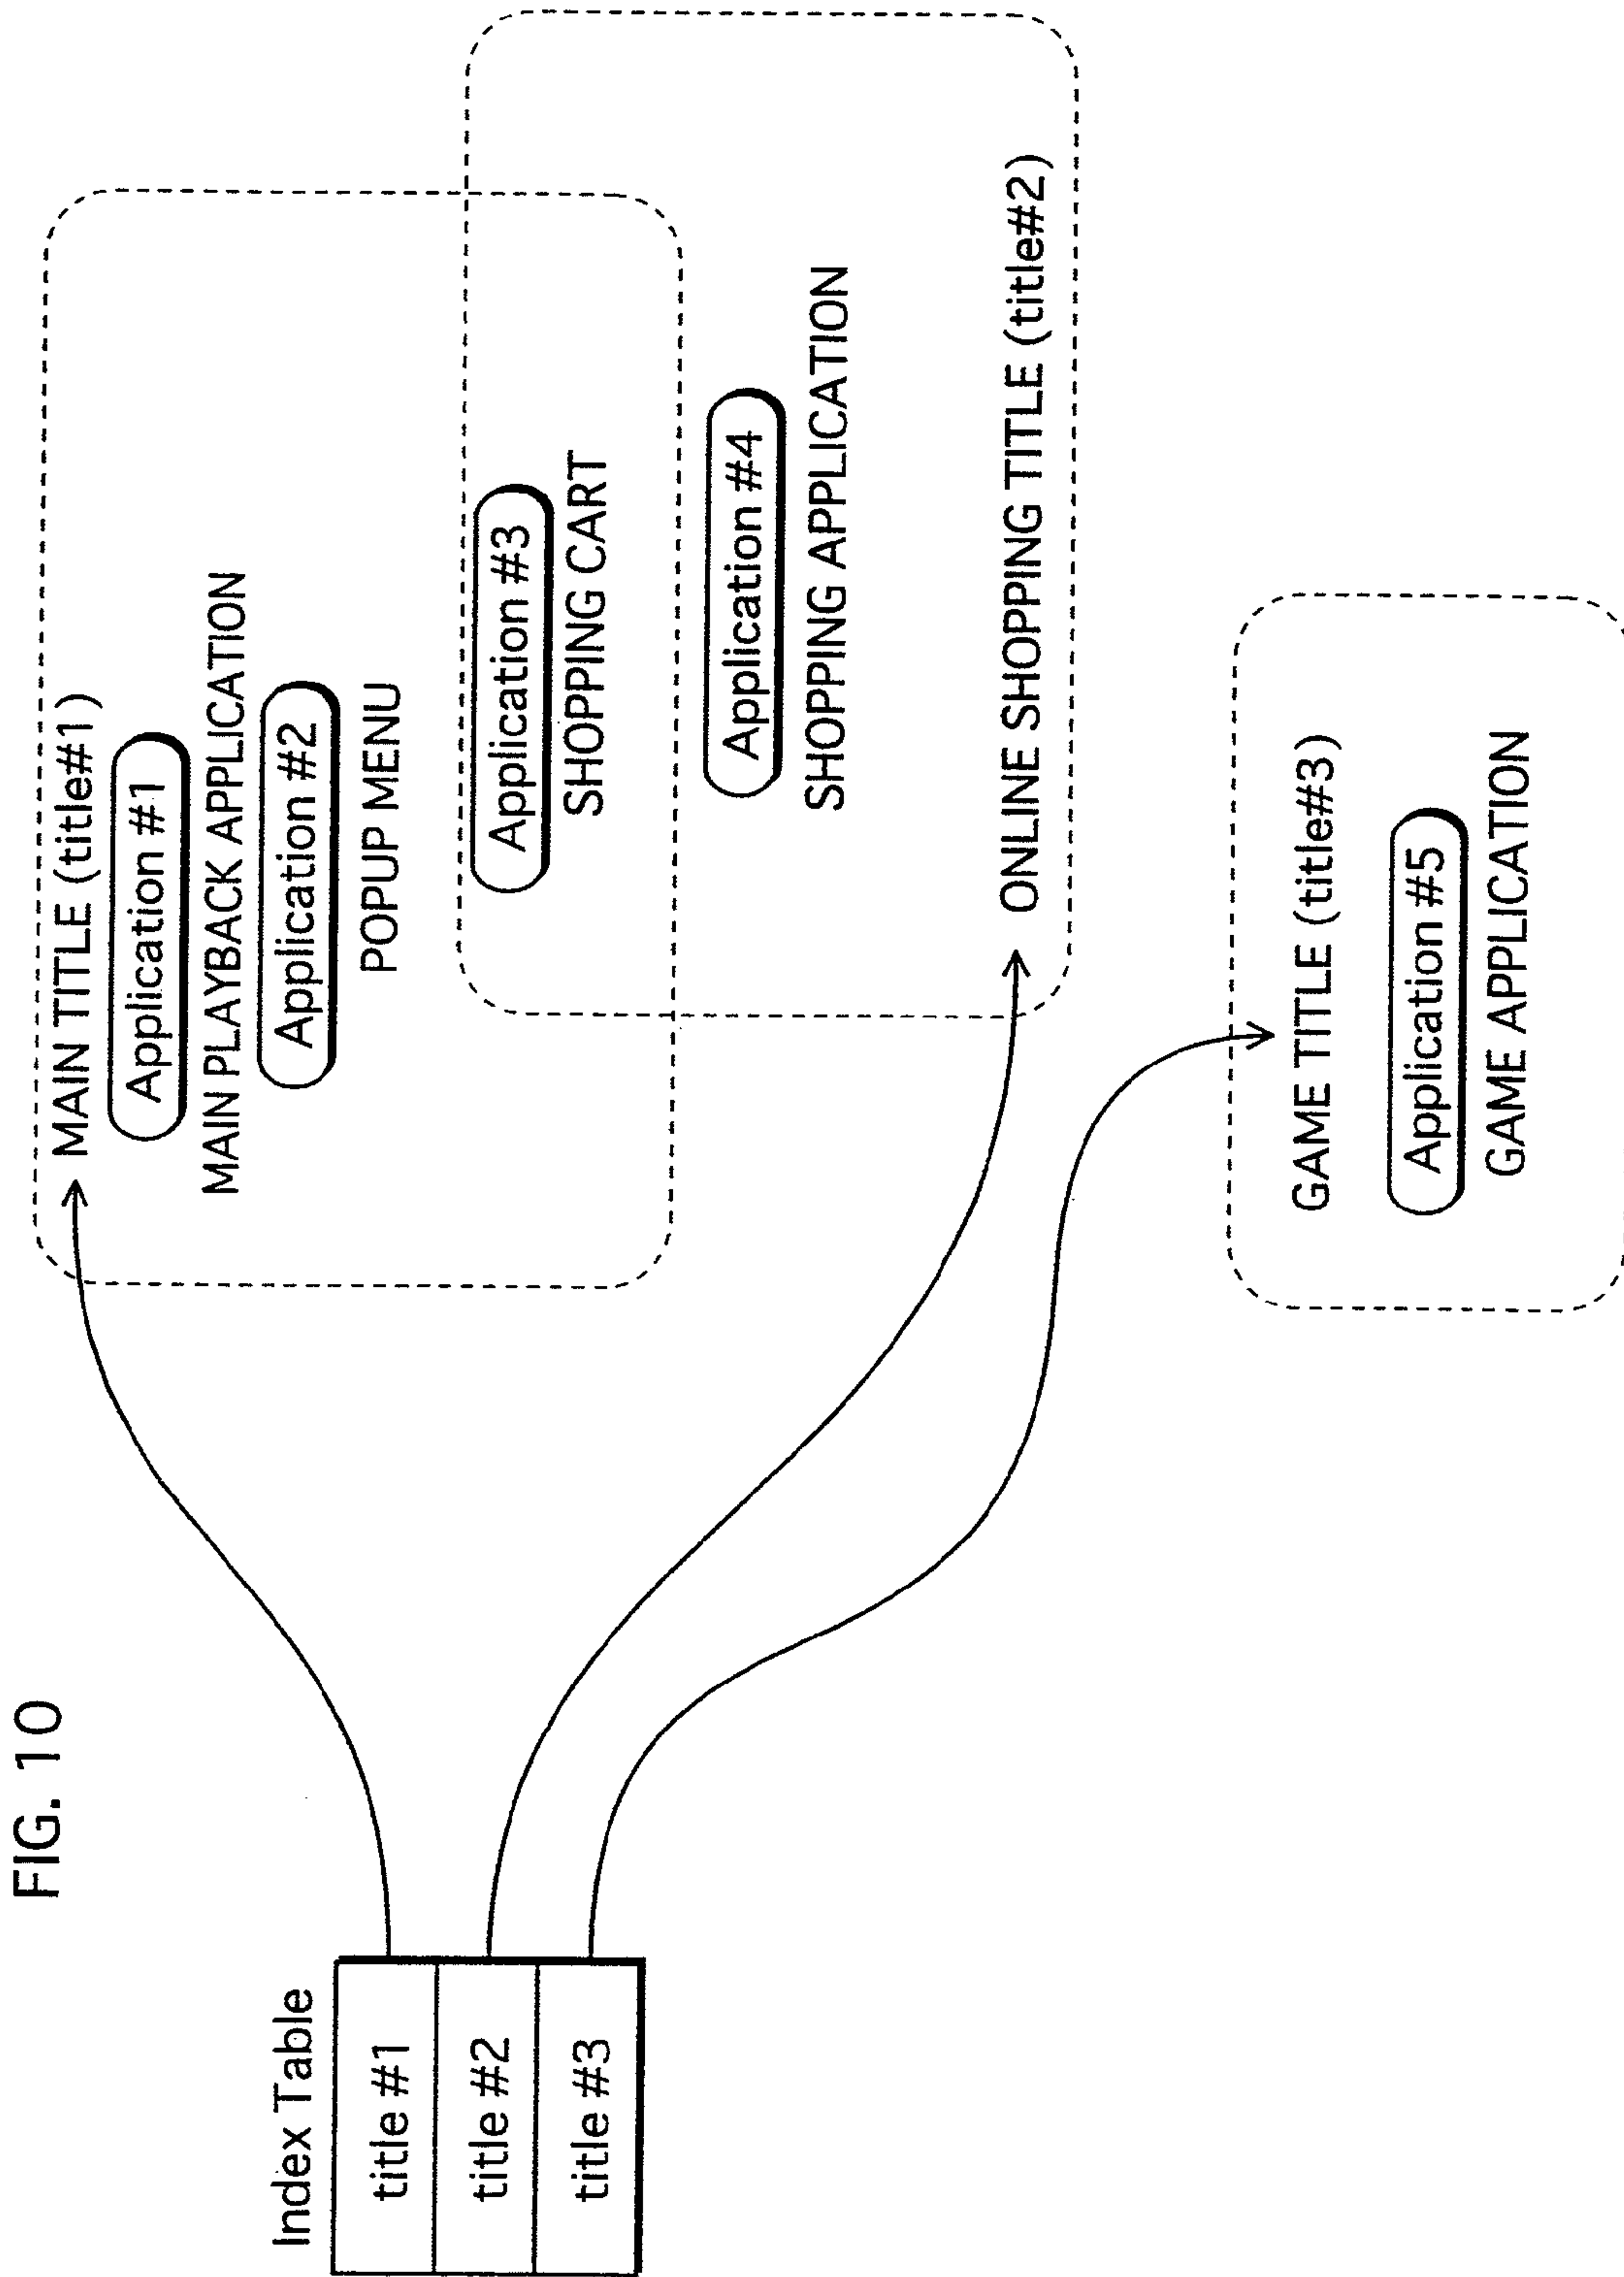 FIG. 10
Index Table
title #1
title #2
title #3
MAIN TITLE (title#1)
Application #1
MAIN PLAYBACK APPLICATION
Application #2
POPUP MENU
Application #3
SHOPPING CART
Application #4
SHOPPING APPLICATION
ONLINE SHOPPING TITLE (title#2)
GAME TITLE (title#3)
Application #5
GAME APPLICATION